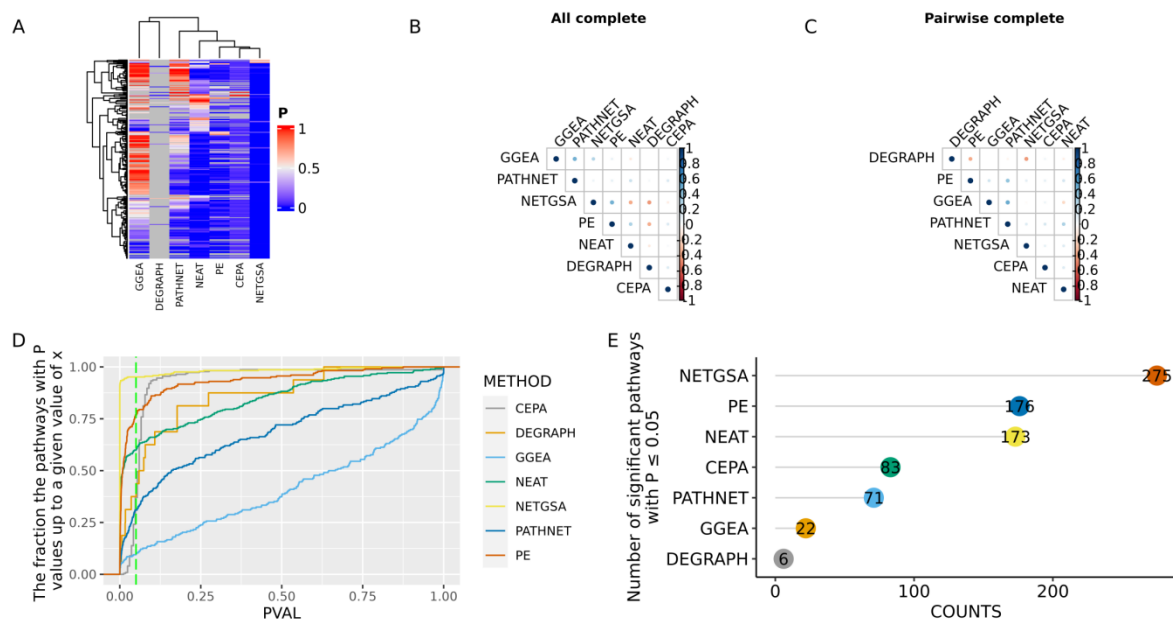 A
P
1
0.5
0
GGEA
DEGRAPH
PATHNET
NEAT
PE
CEPA
NETGSA
B
All complete
GGEA
PATHNET
NETGSA
PE
NEAT
DEGRAPH
CEPA
GGEA
PATHNET
NETGSA
PE
NEAT
DEGRAPH
CEPA
1
0.8
0.6
0.4
0.2
0
-0.2
-0.4
-0.6
-0.8
-1
C
Pairwise complete
DEGRAPH
PE
GGEA
PATHNET
NETGSA
CEPA
NEAT
DEGRAPH
PE
GGEA
PATHNET
NETGSA
CEPA
NEAT
1
0.8
0.6
0.4
0.2
0
-0.2
-0.4
-0.6
-0.8
-1
D
The fraction the pathways with P
values up to a given value of x
1.00
0.75
0.50
0.25
0.00
0.00
0.25
0.50
0.75
1.00
PVAL
METHOD
CEPA
DEGRAPH
GGEA
NEAT
NETGSA
PATHNET
PE
E
Number of significant pathways
with P ≤ 0.05
NETGSA
275
PE
176
NEAT
173
CEPA
83
PATHNET
71
GGEA
22
DEGRAPH
6
0
100
200
COUNTS